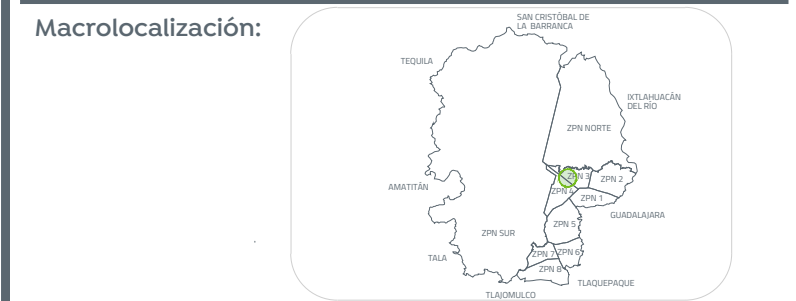 Macrolocalización:
SAN CRISTÓBAL DE
LA BARRANCA
TEQUILA
IXTLAHUACÁN
DEL RÍO
ZPN NORTE
ZPN 3
ZPN 2
AMATITÁN
ZPN 4
ZPN 1
GUADALAJARA
ZPN 5
ZPN SUR
ZPN 7
ZPN 6
TALA
ZPN 8
TLAQUEPAQUE
TLAJOMULCO